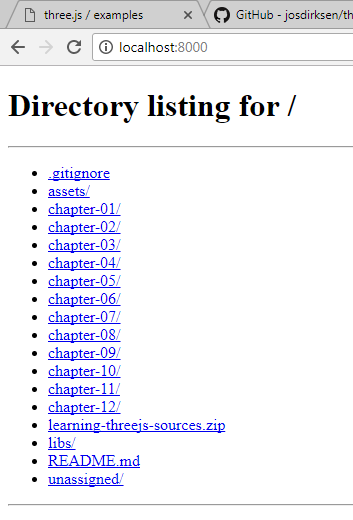 three.js / examples
GitHub - josdirksen/th
localhost:8000
Directory listing for /
.gitignore
assets/
chapter-01/
chapter-02/
chapter-03/
chapter-04/
chapter-05/
chapter-06/
chapter-07/
chapter-08/
chapter-09/
chapter-10/
chapter-11/
chapter-12/
learning-threejs-sources.zip
libs/
README.md
unassigned/